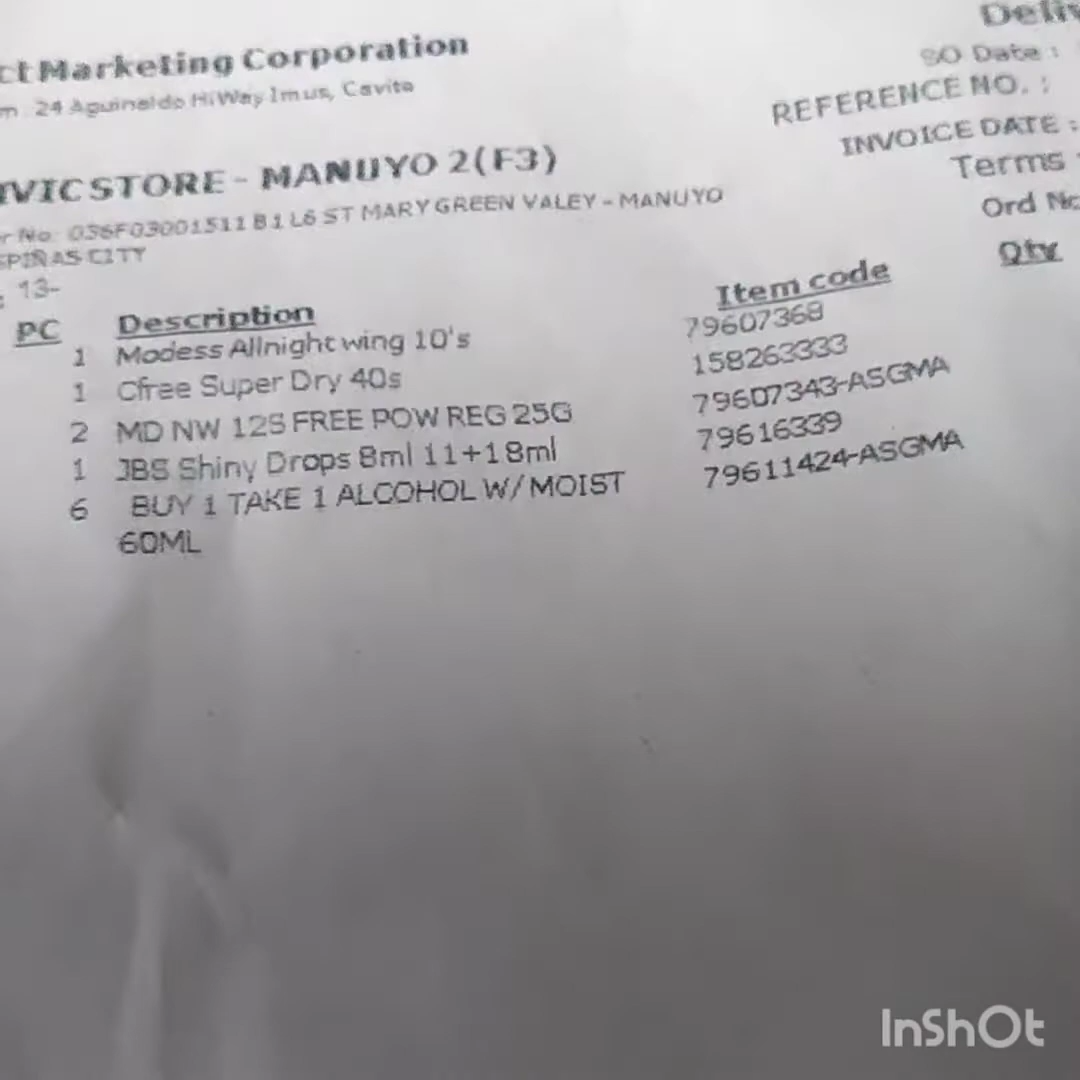 ct Marketing Corporation
m : 24 Aguinaldo HiWay Imus, Cavite
Deliv
SO Date :
REFERENCE NO. :
INVOICE DATE :
Terms
Ord No
IVIC STORE - MANUYO 2(F3)
r No: 036F03001511 B1 L6 ST MARY GREEN VALEY - MANUYO
SPINAS CITY
: 13-
PC Description Item code Qty
1 Modess Allnight wing 10's 79607368
1 Cfree Super Dry 40s 158263333
2 MD NW 12S FREE POW REG 25G 79607343-ASGMA
1 JBS Shiny Drops 8ml 11+1 8ml 79616339
6 BUY 1 TAKE 1 ALCOHOL W/ MOIST 79611424-ASGMA
60ML
InShOt